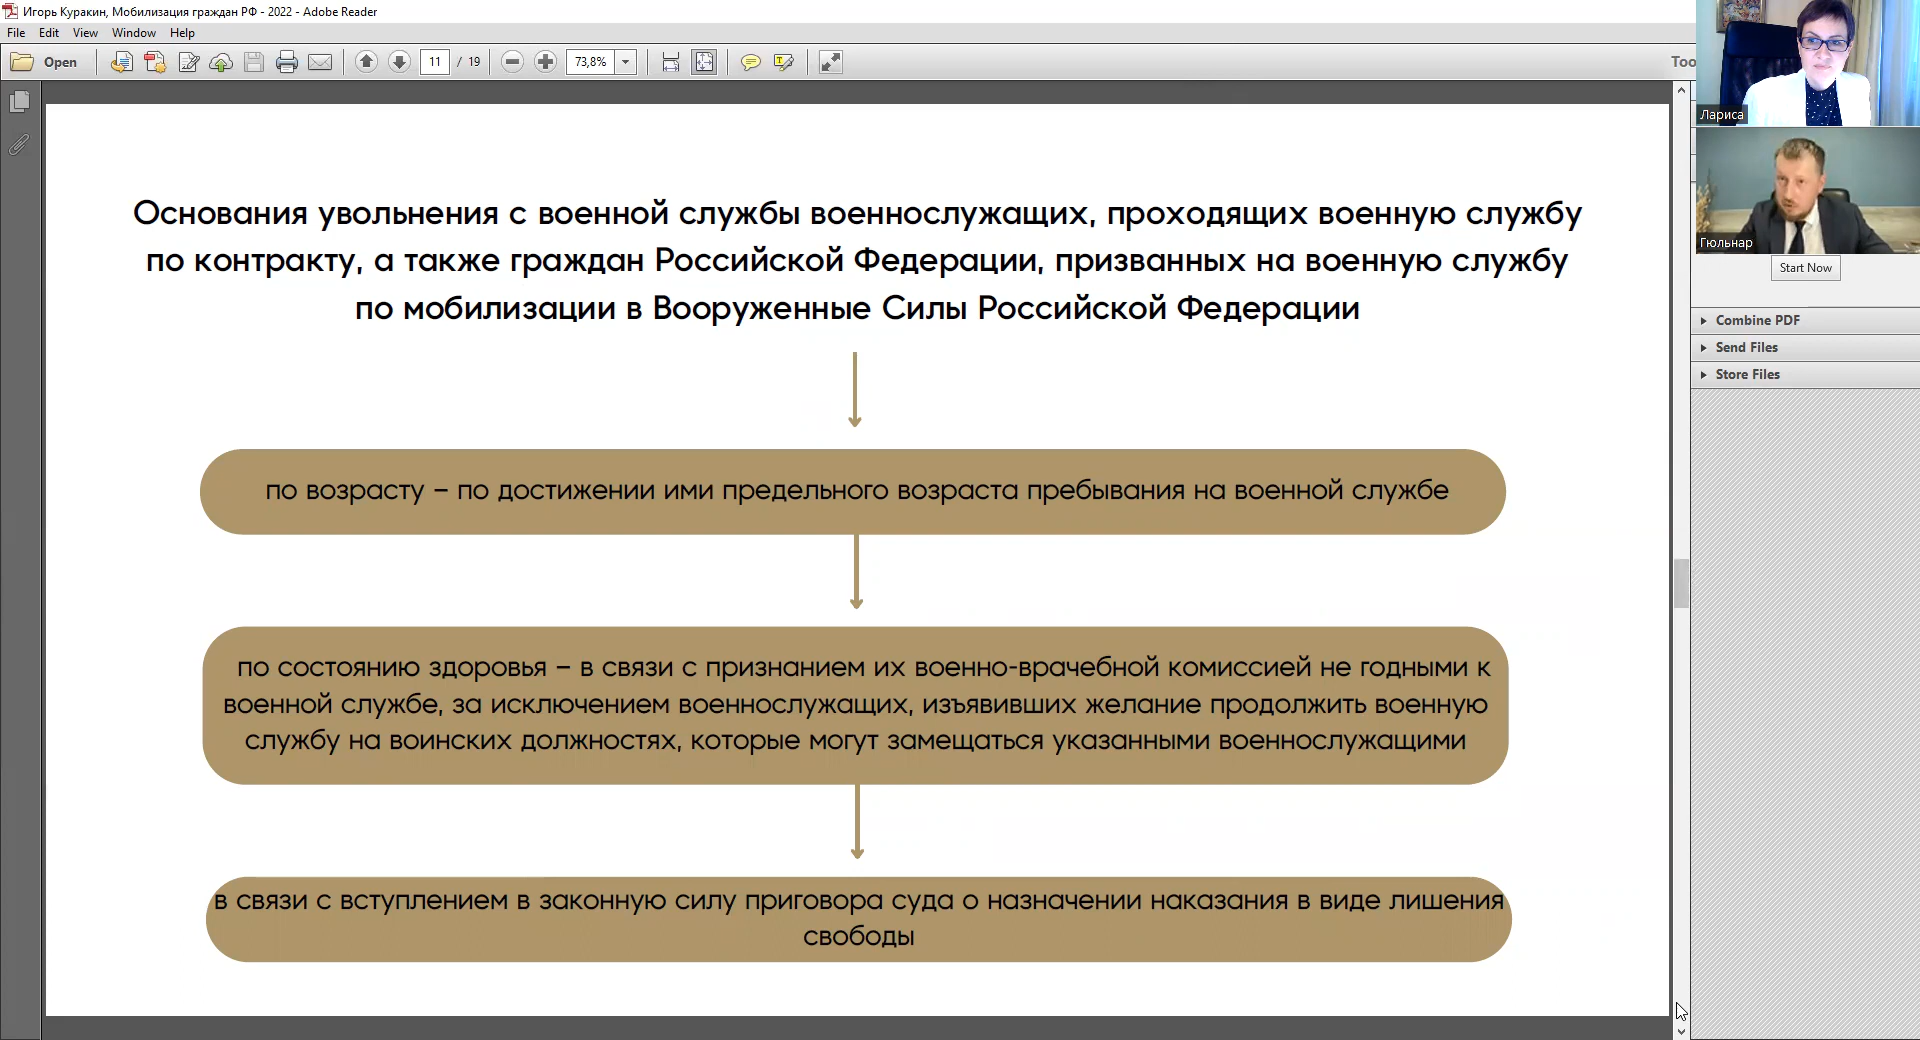 Игорь Куракин, Мобилизация граждан РФ - 2022 - Adobe Reader
File Edit View Window Help
Open 11 / 19 73,8% Too
Лариса
Гюльнар
Start Now
Combine PDF
Send Files
Store Files
Основания увольнения с военной службы военнослужащих, проходящих военную службу
по контракту, а также граждан Российской Федерации, призванных на военную службу
по мобилизации в Вооруженные Силы Российской Федерации
по возрасту – по достижении ими предельного возраста пребывания на военной службе
по состоянию здоровья – в связи с признанием их военно-врачебной комиссией не годными к
военной службе, за исключением военнослужащих, изъявивших желание продолжить военную
службу на воинских должностях, которые могут замещаться указанными военнослужащими
в связи с вступлением в законную силу приговора суда о назначении наказания в виде лишения
свободы